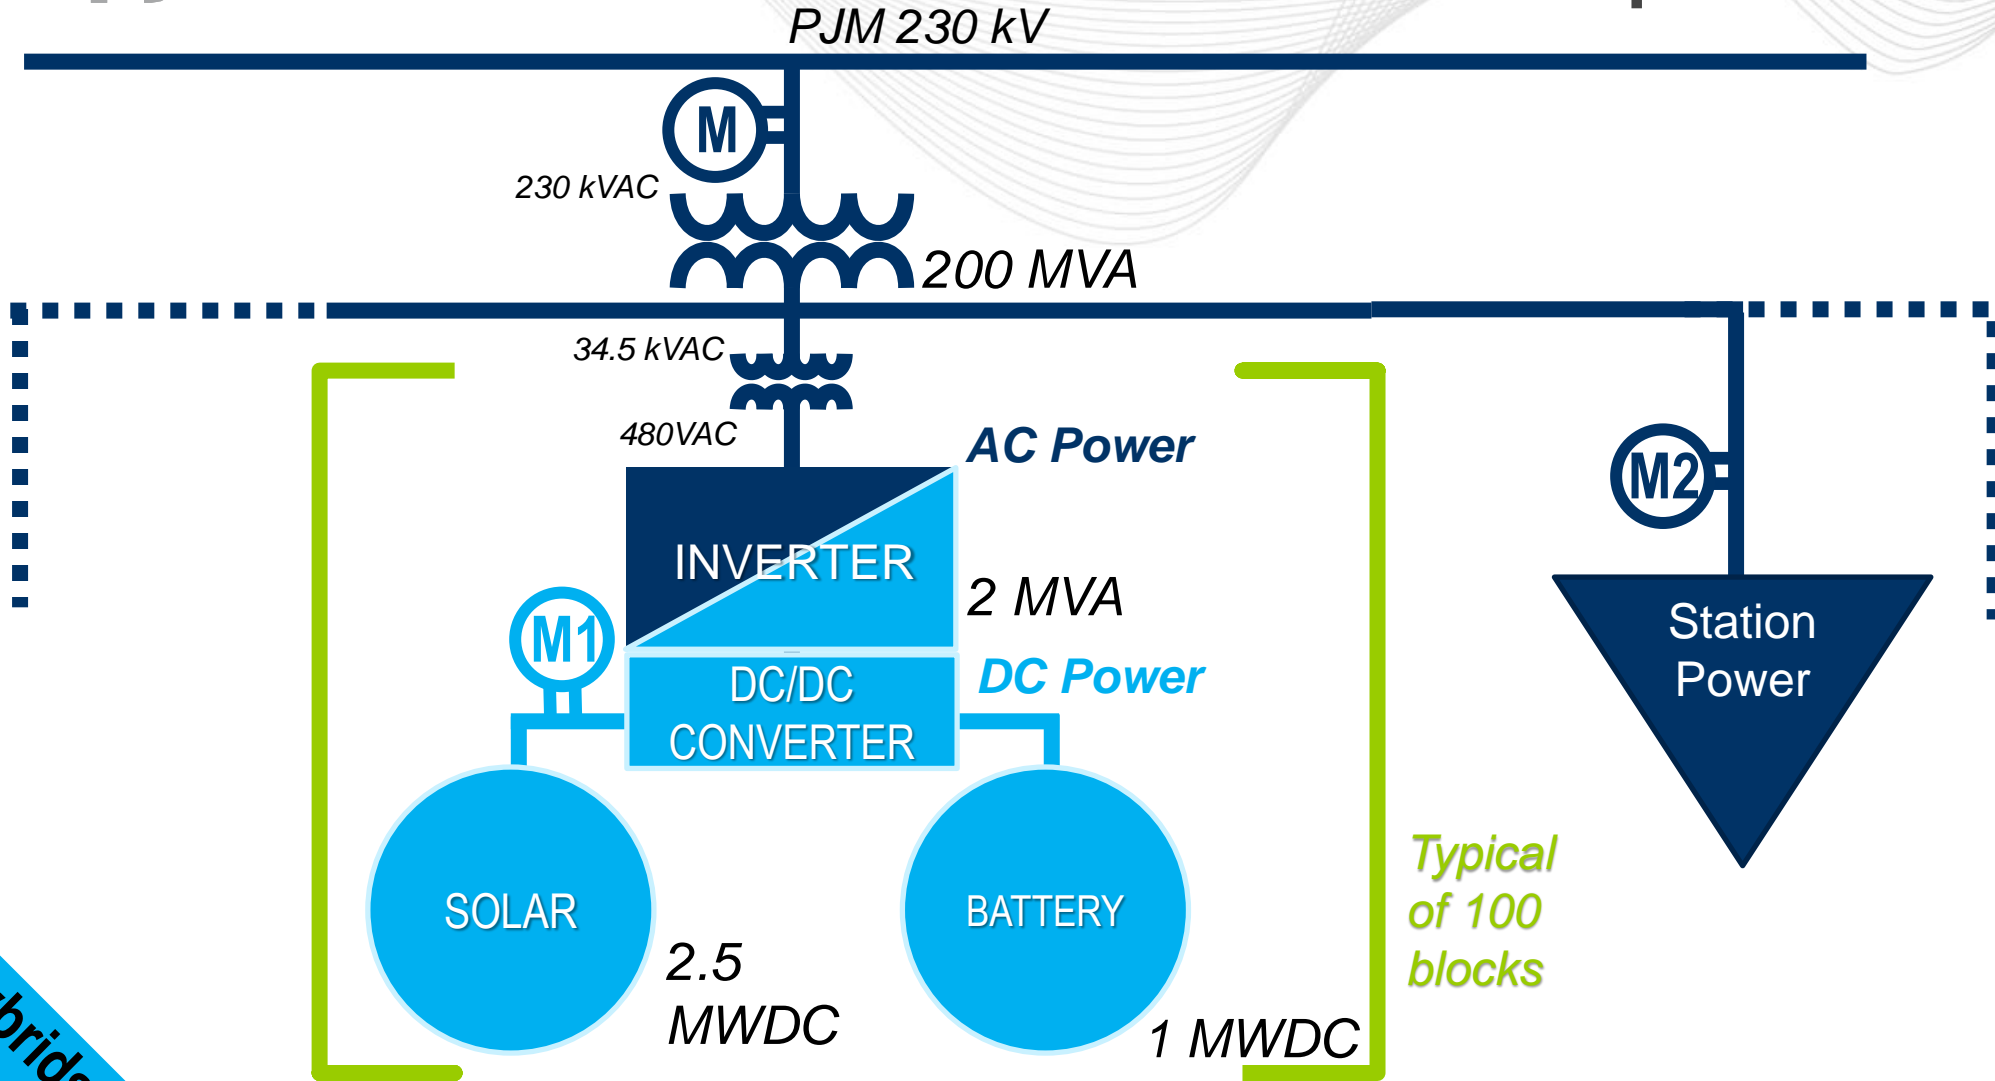 PJM 230 kV
M
230 kVAC
200 MVA
34.5 kVAC
480VAC
AC Power
INVERTER
2 MVA
M1
DC/DC
CONVERTER
DC Power
M2
Station
Power
SOLAR
2.5
MWDC
BATTERY
1 MWDC
Typical
of 100
blocks